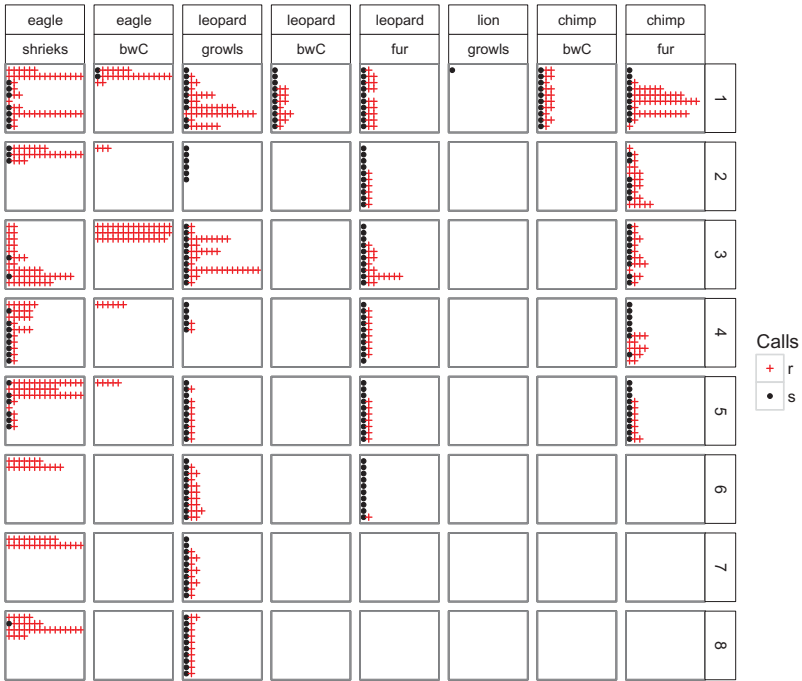 eagle eagle leopard leopard leopard lion chimp chimp
shrieks bwC growls bwC fur growls bwC fur
1
2
3
4
Calls
r
s
5
6
7
8